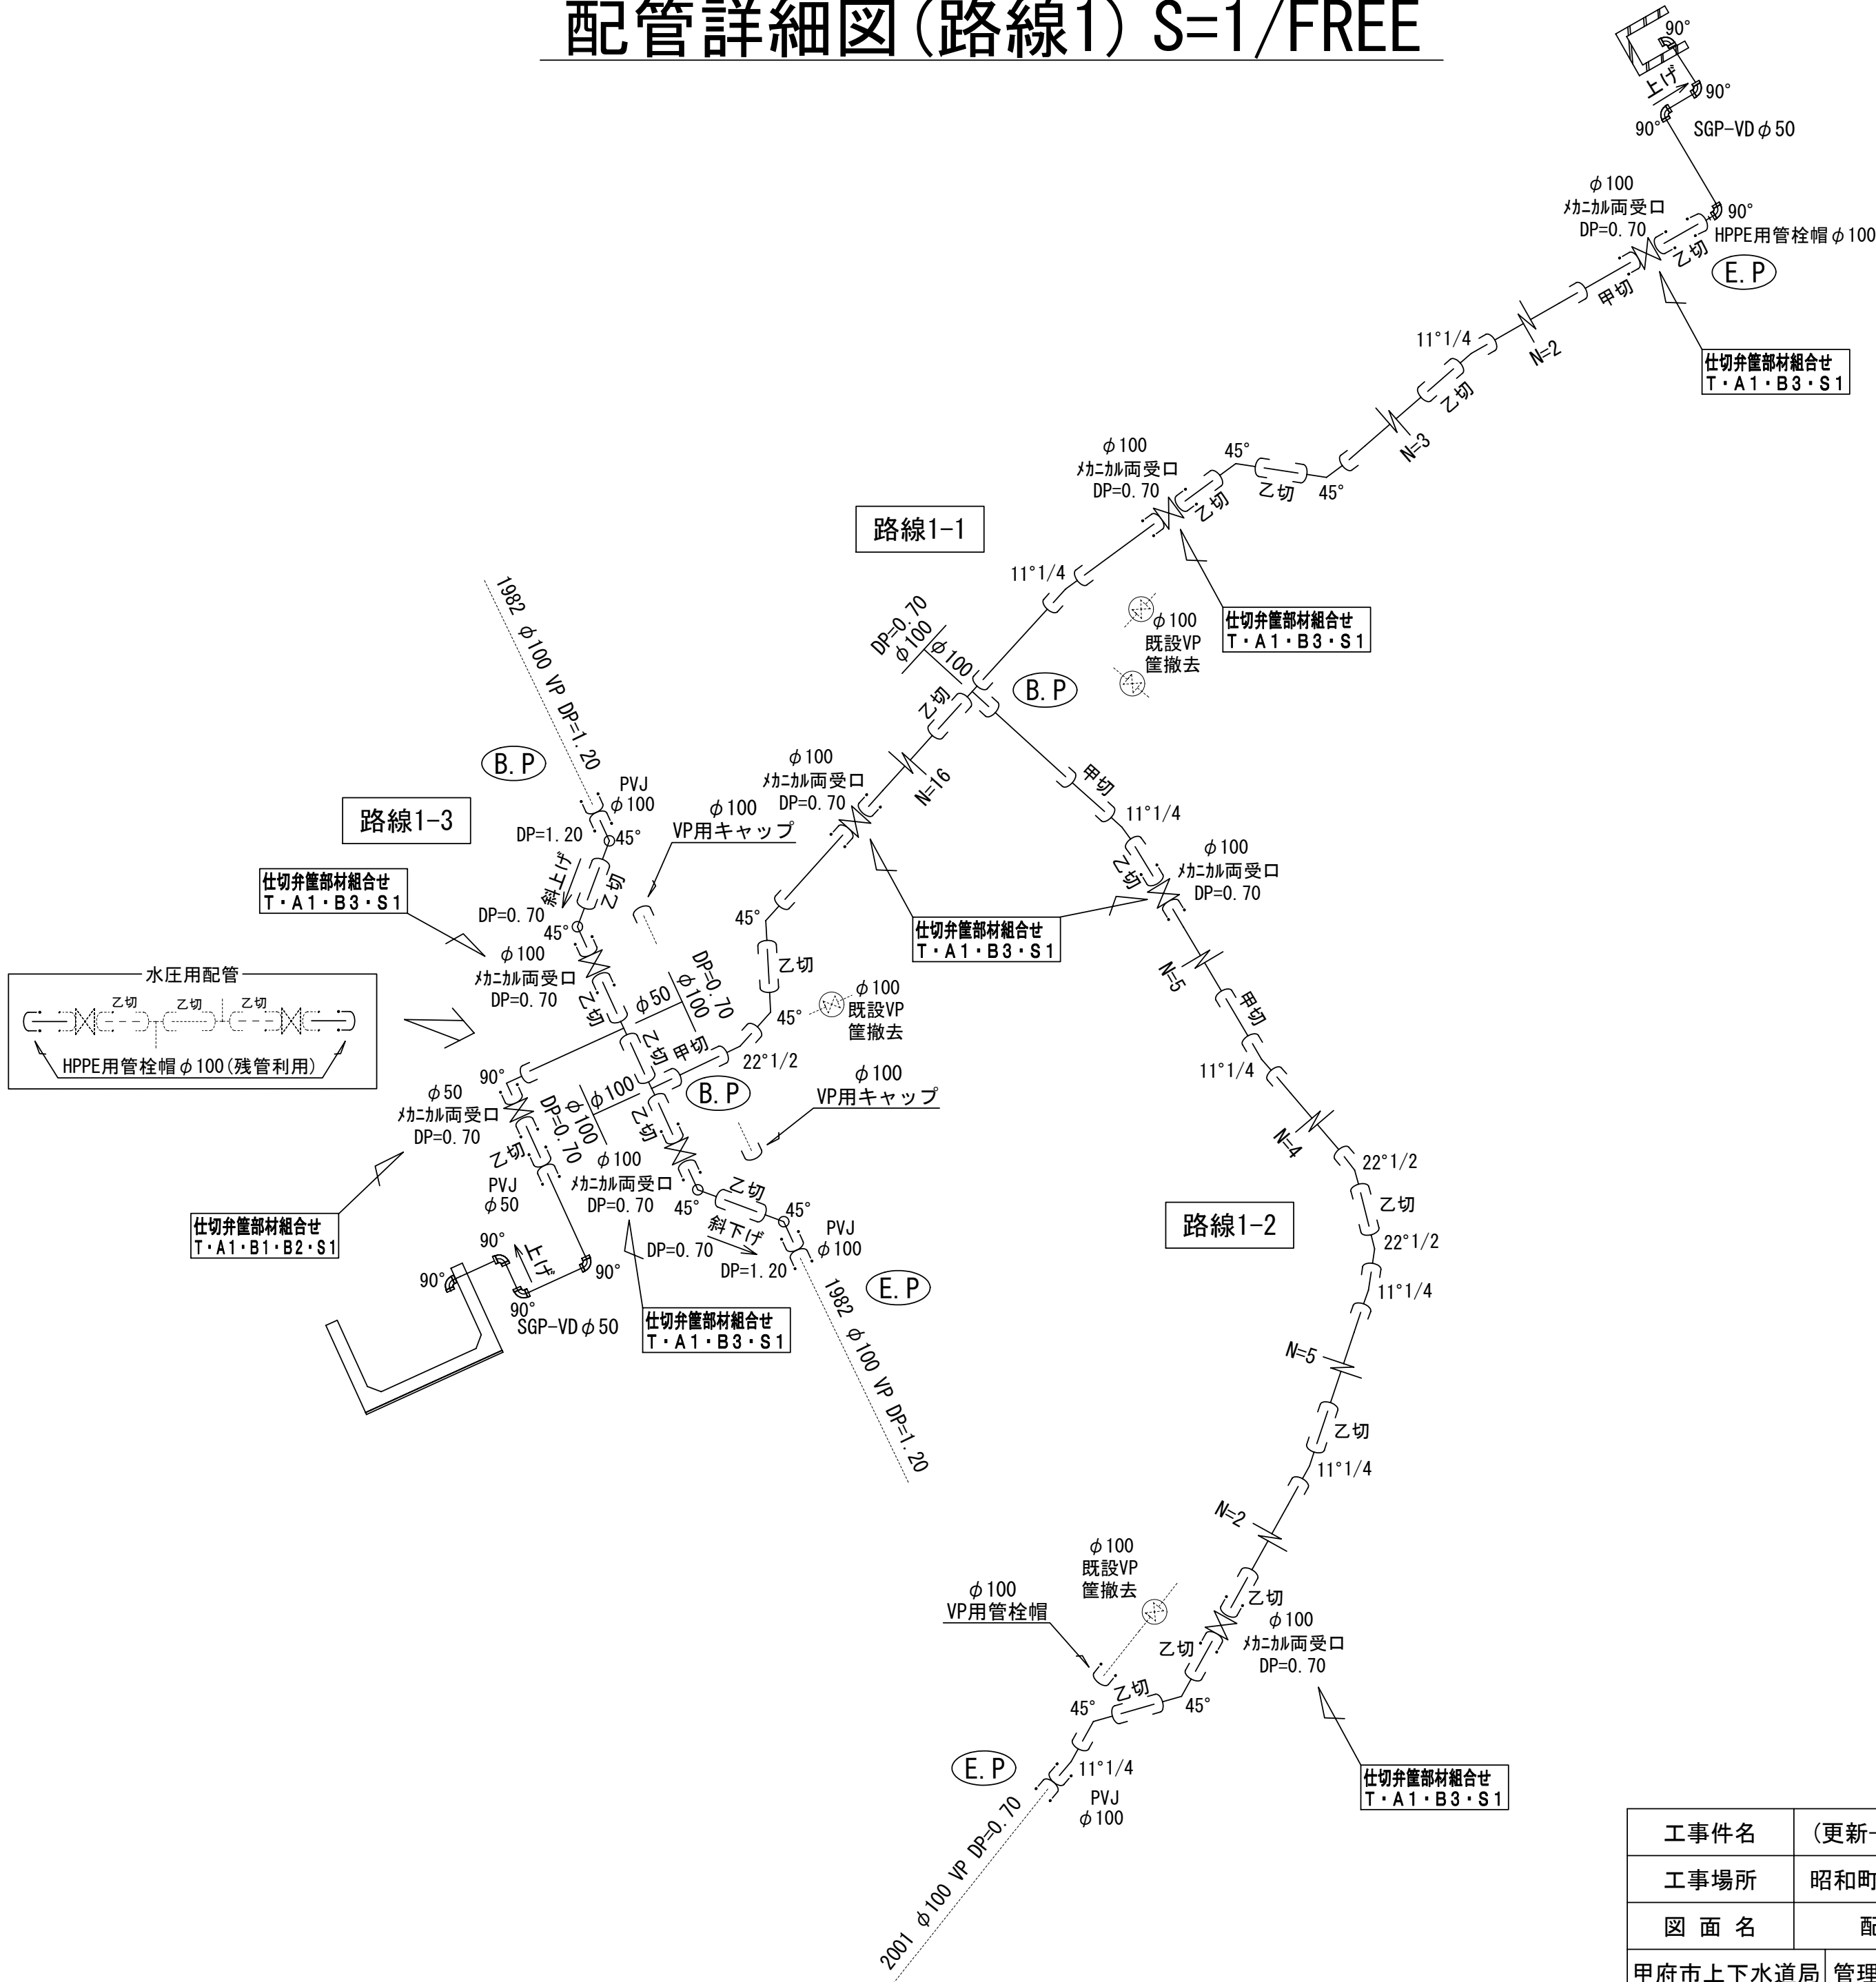 配管詳細図(路線1) S=1/FREE
90°
上げ
90°
90°
SGP-VDφ50
φ100
ﾒｶﾆｶﾙ両受口
DP=0.70
90°
HPPE用管栓帽φ100
乙切
E.P
甲切
仕切弁筐部材組合せ
T・A1・B3・S1
11°1/4
N=2
乙切
N=3
φ100
ﾒｶﾆｶﾙ両受口
DP=0.70
45°
乙切
乙切
45°
路線1-1
11°1/4
仕切弁筐部材組合せ
T・A1・B3・S1
φ100
既設VP
筐撤去
DP=0.70
φ100
φ100
B.P
乙切
1982 φ100 VP DP=1.20
B.P
路線1-3
PVJ
φ100
DP=1.20
45°
斜上げ
乙切
DP=0.70
45°
仕切弁筐部材組合せ
T・A1・B3・S1
φ100
ﾒｶﾆｶﾙ両受口
DP=0.70
φ100
VP用キャップ
φ100
ﾒｶﾆｶﾙ両受口
DP=0.70
N=16
甲切
11°1/4
乙切
φ100
ﾒｶﾆｶﾙ両受口
DP=0.70
仕切弁筐部材組合せ
T・A1・B3・S1
45°
乙切
45°
φ100
既設VP
筐撤去
22°1/2
DP=0.70
φ100
φ50
乙切
乙切
甲切
水圧用配管
乙切
乙切
乙切
HPPE用管栓帽φ100(残管利用)
90°
φ50
ﾒｶﾆｶﾙ両受口
DP=0.70
DP=0.70
φ100
φ100
乙切
B.P
φ100
VP用キャップ
乙切
PVJ
φ50
φ100
ﾒｶﾆｶﾙ両受口
DP=0.70
45°
乙切
45°
斜下げ
DP=0.70
DP=1.20
PVJ
φ100
E.P
仕切弁筐部材組合せ
T・A1・B1・B2・S1
90°
上げ
90°
90°
90°
SGP-VDφ50
仕切弁筐部材組合せ
T・A1・B3・S1
1982 φ100 VP DP=1.20
N=5
甲切
11°1/4
N=4
22°1/2
乙切
路線1-2
22°1/2
11°1/4
N=5
乙切
11°1/4
N=2
φ100
既設VP
筐撤去
φ100
VP用管栓帽
乙切
φ100
ﾒｶﾆｶﾙ両受口
DP=0.70
乙切
乙切
45°
45°
E.P
11°1/4
PVJ
φ100
仕切弁筐部材組合せ
T・A1・B3・S1
2001 φ100 VP DP=0.70
工事件名 (更新-
工事場所 昭和町
図面名 配
甲府市上下水道局 管理